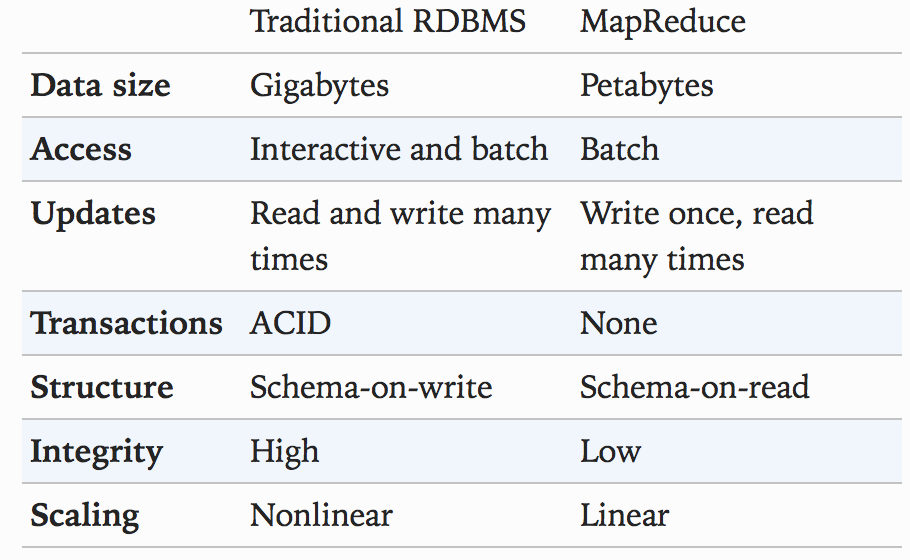 Traditional RDBMS MapReduce
Data size Gigabytes Petabytes
Access Interactive and batch Batch
Updates Read and write many Write once, read
times many times
Transactions ACID None
Structure Schema-on-write Schema-on-read
Integrity High Low
Scaling Nonlinear Linear